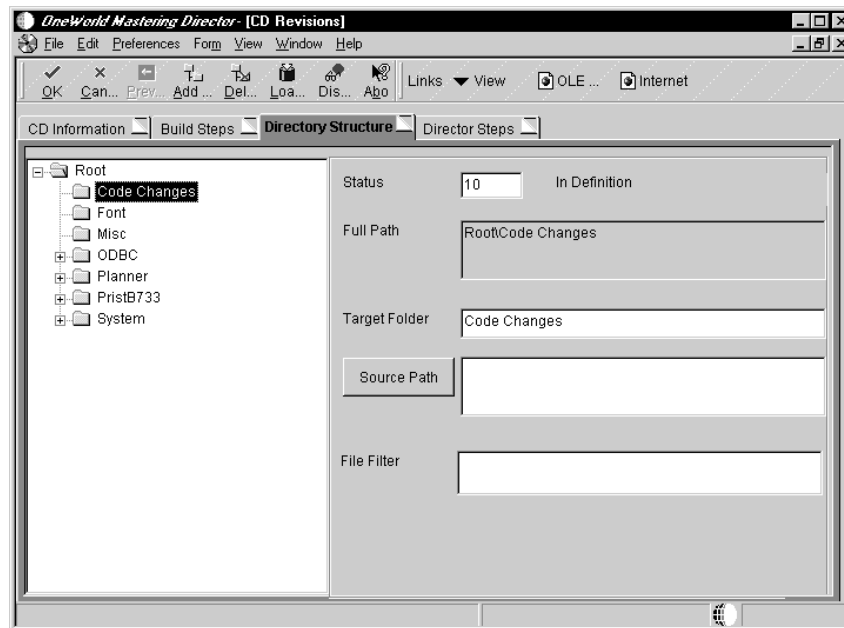 OneWorld Mastering Director - [CD Revisions]
File Edit Preferences Form View Window Help
OK Can... Prev... Add ... Del... Loa... Dis... Abo Links View OLE ... Internet
CD Information Build Steps Directory Structure Director Steps
Root
Code Changes
Font
Misc
ODBC
Planner
PristB733
System
Status 10 In Definition
Full Path Root\Code Changes
Target Folder Code Changes
Source Path
File Filter